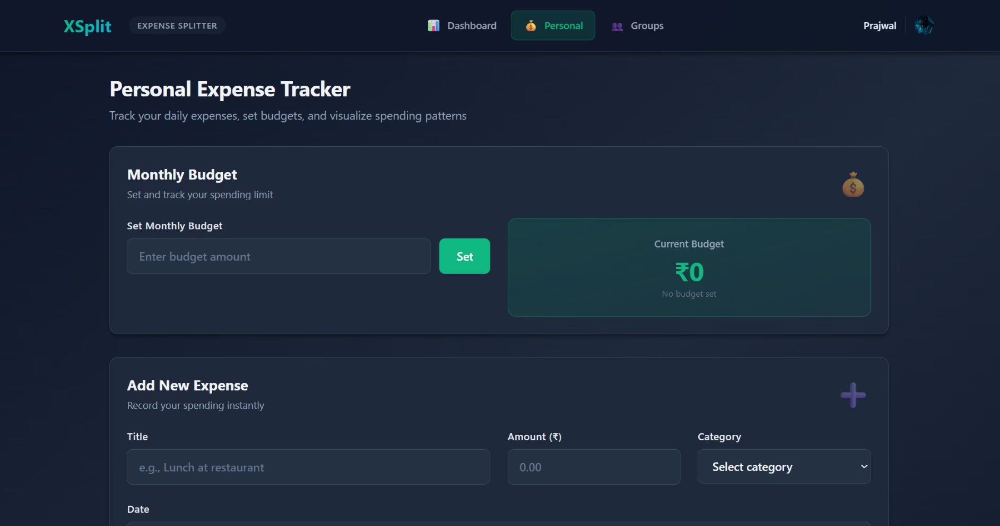 XSplit
EXPENSE SPLITTER
Dashboard
Personal
Groups
Prajwal
Personal Expense Tracker
Track your daily expenses, set budgets, and visualize spending patterns
Monthly Budget
Set and track your spending limit
Set Monthly Budget
Enter budget amount
Set
Current Budget
₹0
No budget set
Add New Expense
Record your spending instantly
Title
Amount (₹)
Category
e.g., Lunch at restaurant
0.00
Select category
Date